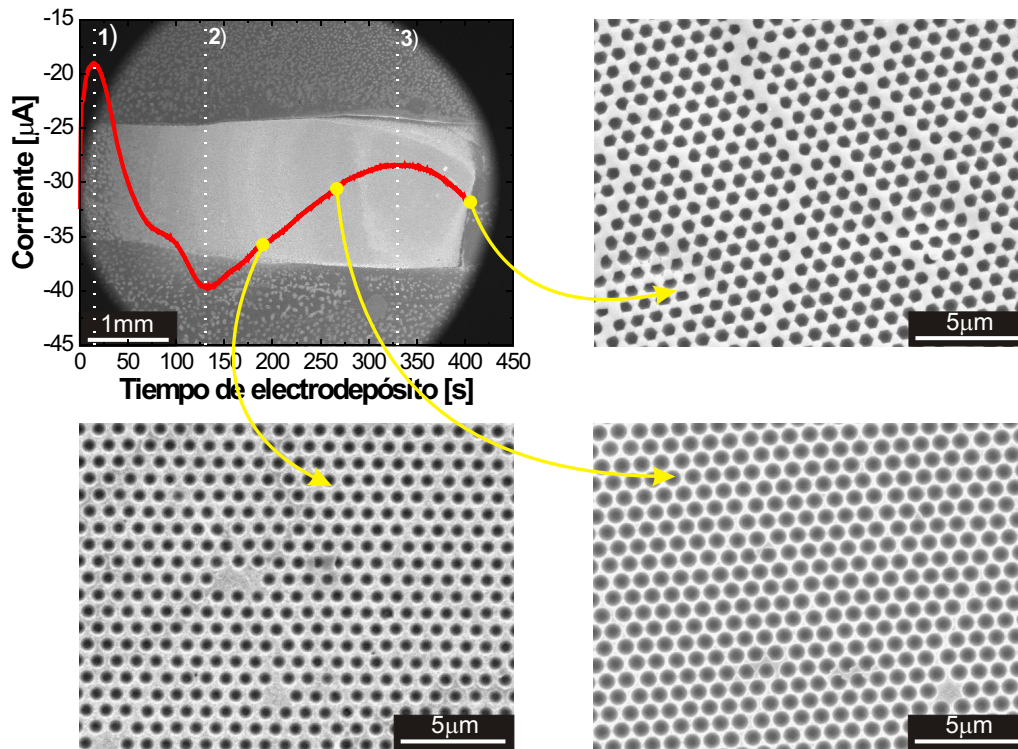 -15
-20
-25
-30
-35
-40
-45
Corriente [μA]
1)
2)
3)
1mm
0 50 100 150 200 250 300 350 400 450
Tiempo de electrodepósito [s]
5μm
5μm
5μm